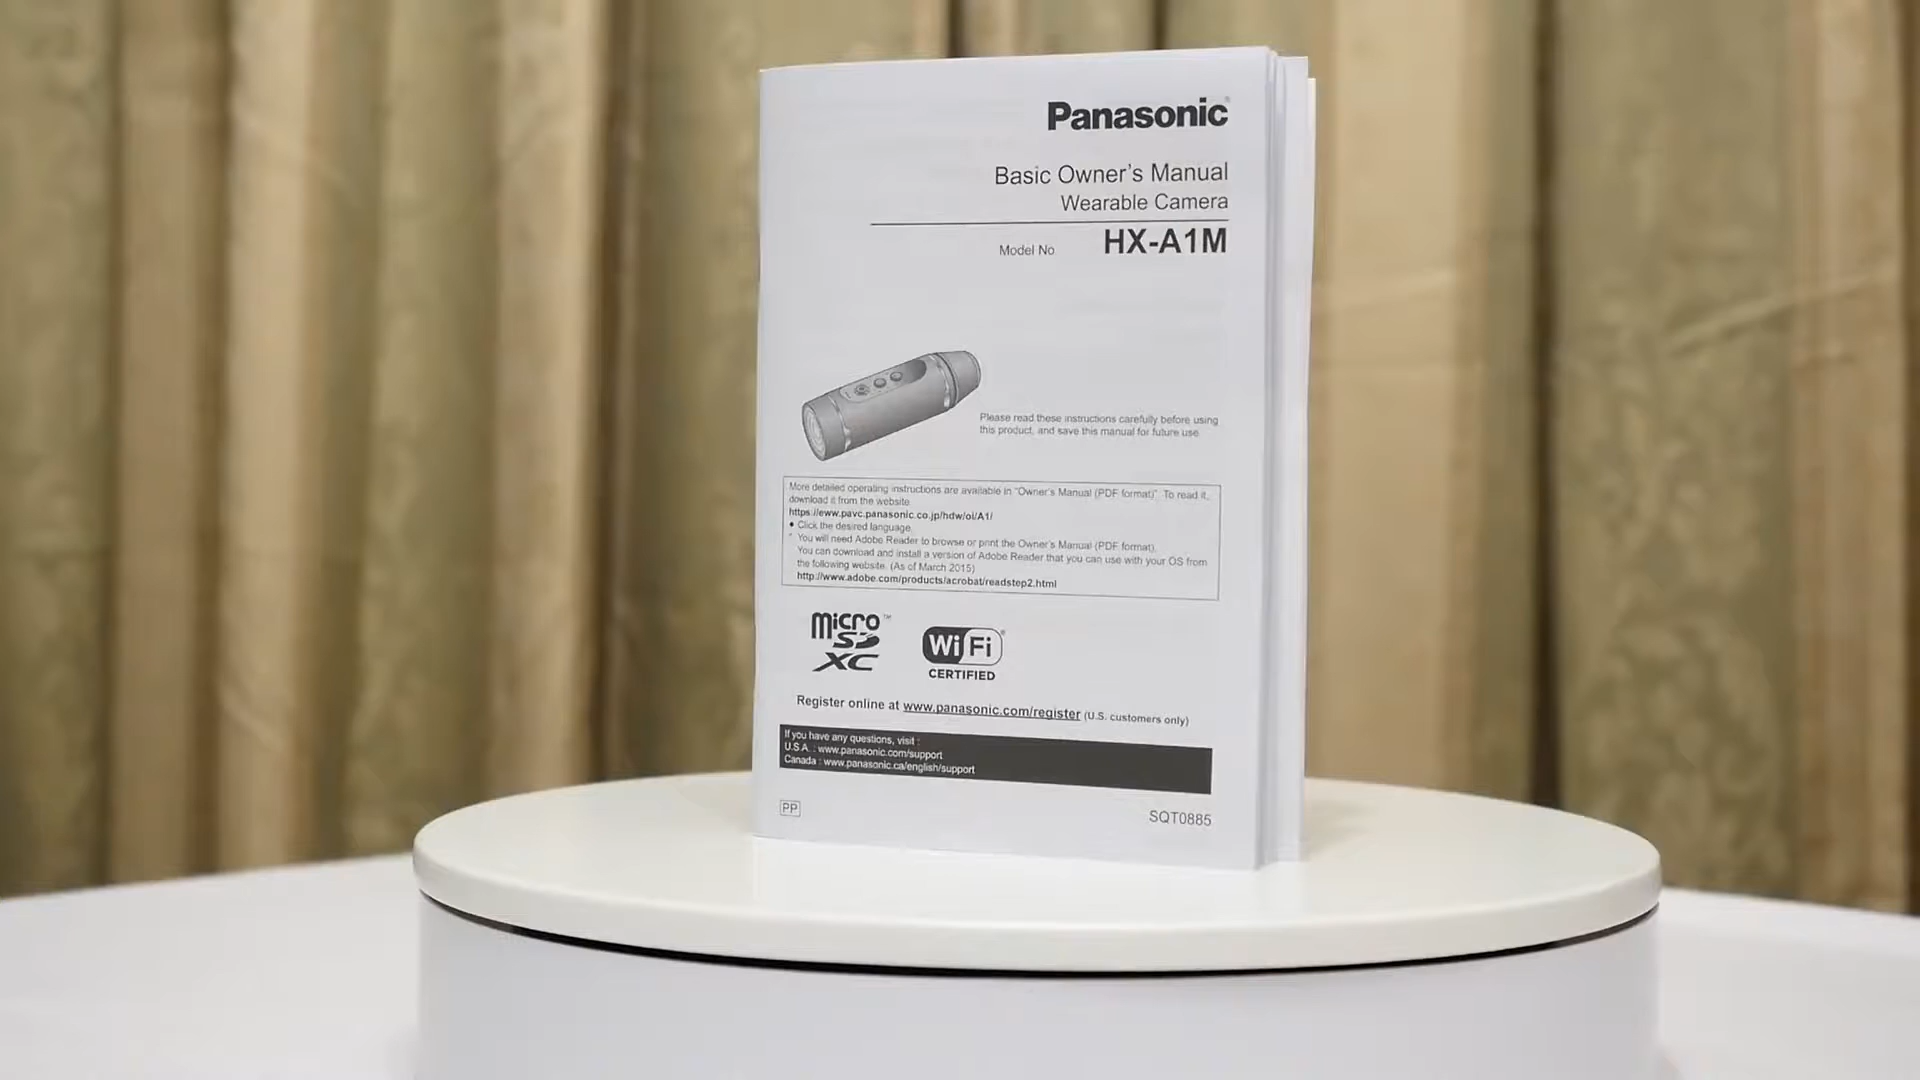 Panasonic
Basic Owner's Manual
Wearable Camera
Model No HX-A1M
Please read these instructions carefully before using
this product, and save this manual for future use.
More detailed operating instructions are available in "Owner's Manual (PDF format)". To read it,
download it from the website.
https://eww.pavc.panasonic.co.jp/hdw/oi/A1/
● Click the desired language.
* You will need Adobe Reader to browse or print the Owner's Manual (PDF format).
You can download and install a version of Adobe Reader that you can use with your OS from
the following website. (As of March 2015)
http://www.adobe.com/products/acrobat/readstep2.html
Micro SD XC™
Wi Fi®
CERTIFIED
Register online at www.panasonic.com/register (U.S. customers only)
If you have any questions, visit :
U.S.A. : www.panasonic.com/support
Canada : www.panasonic.ca/english/support
PP
SQT0885